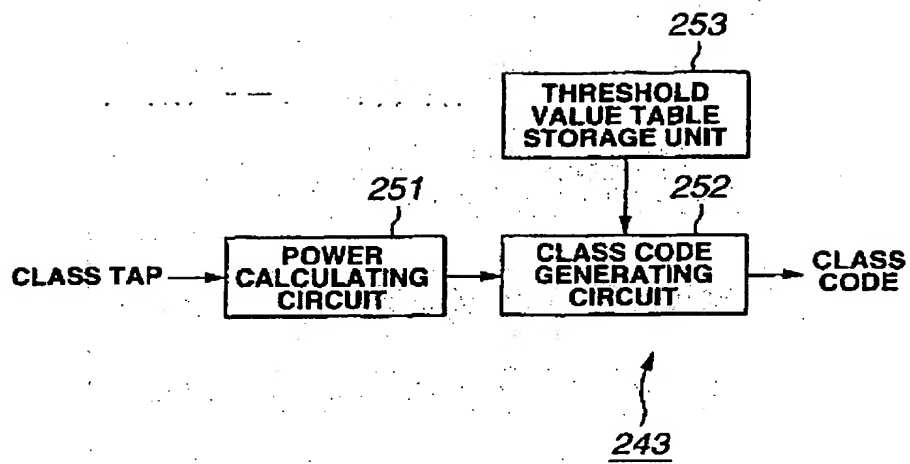 253
THRESHOLD
VALUE TABLE
STORAGE UNIT
251
252
CLASS TAP
POWER
CALCULATING
CIRCUIT
CLASS CODE
GENERATING
CIRCUIT
CLASS
CODE
243